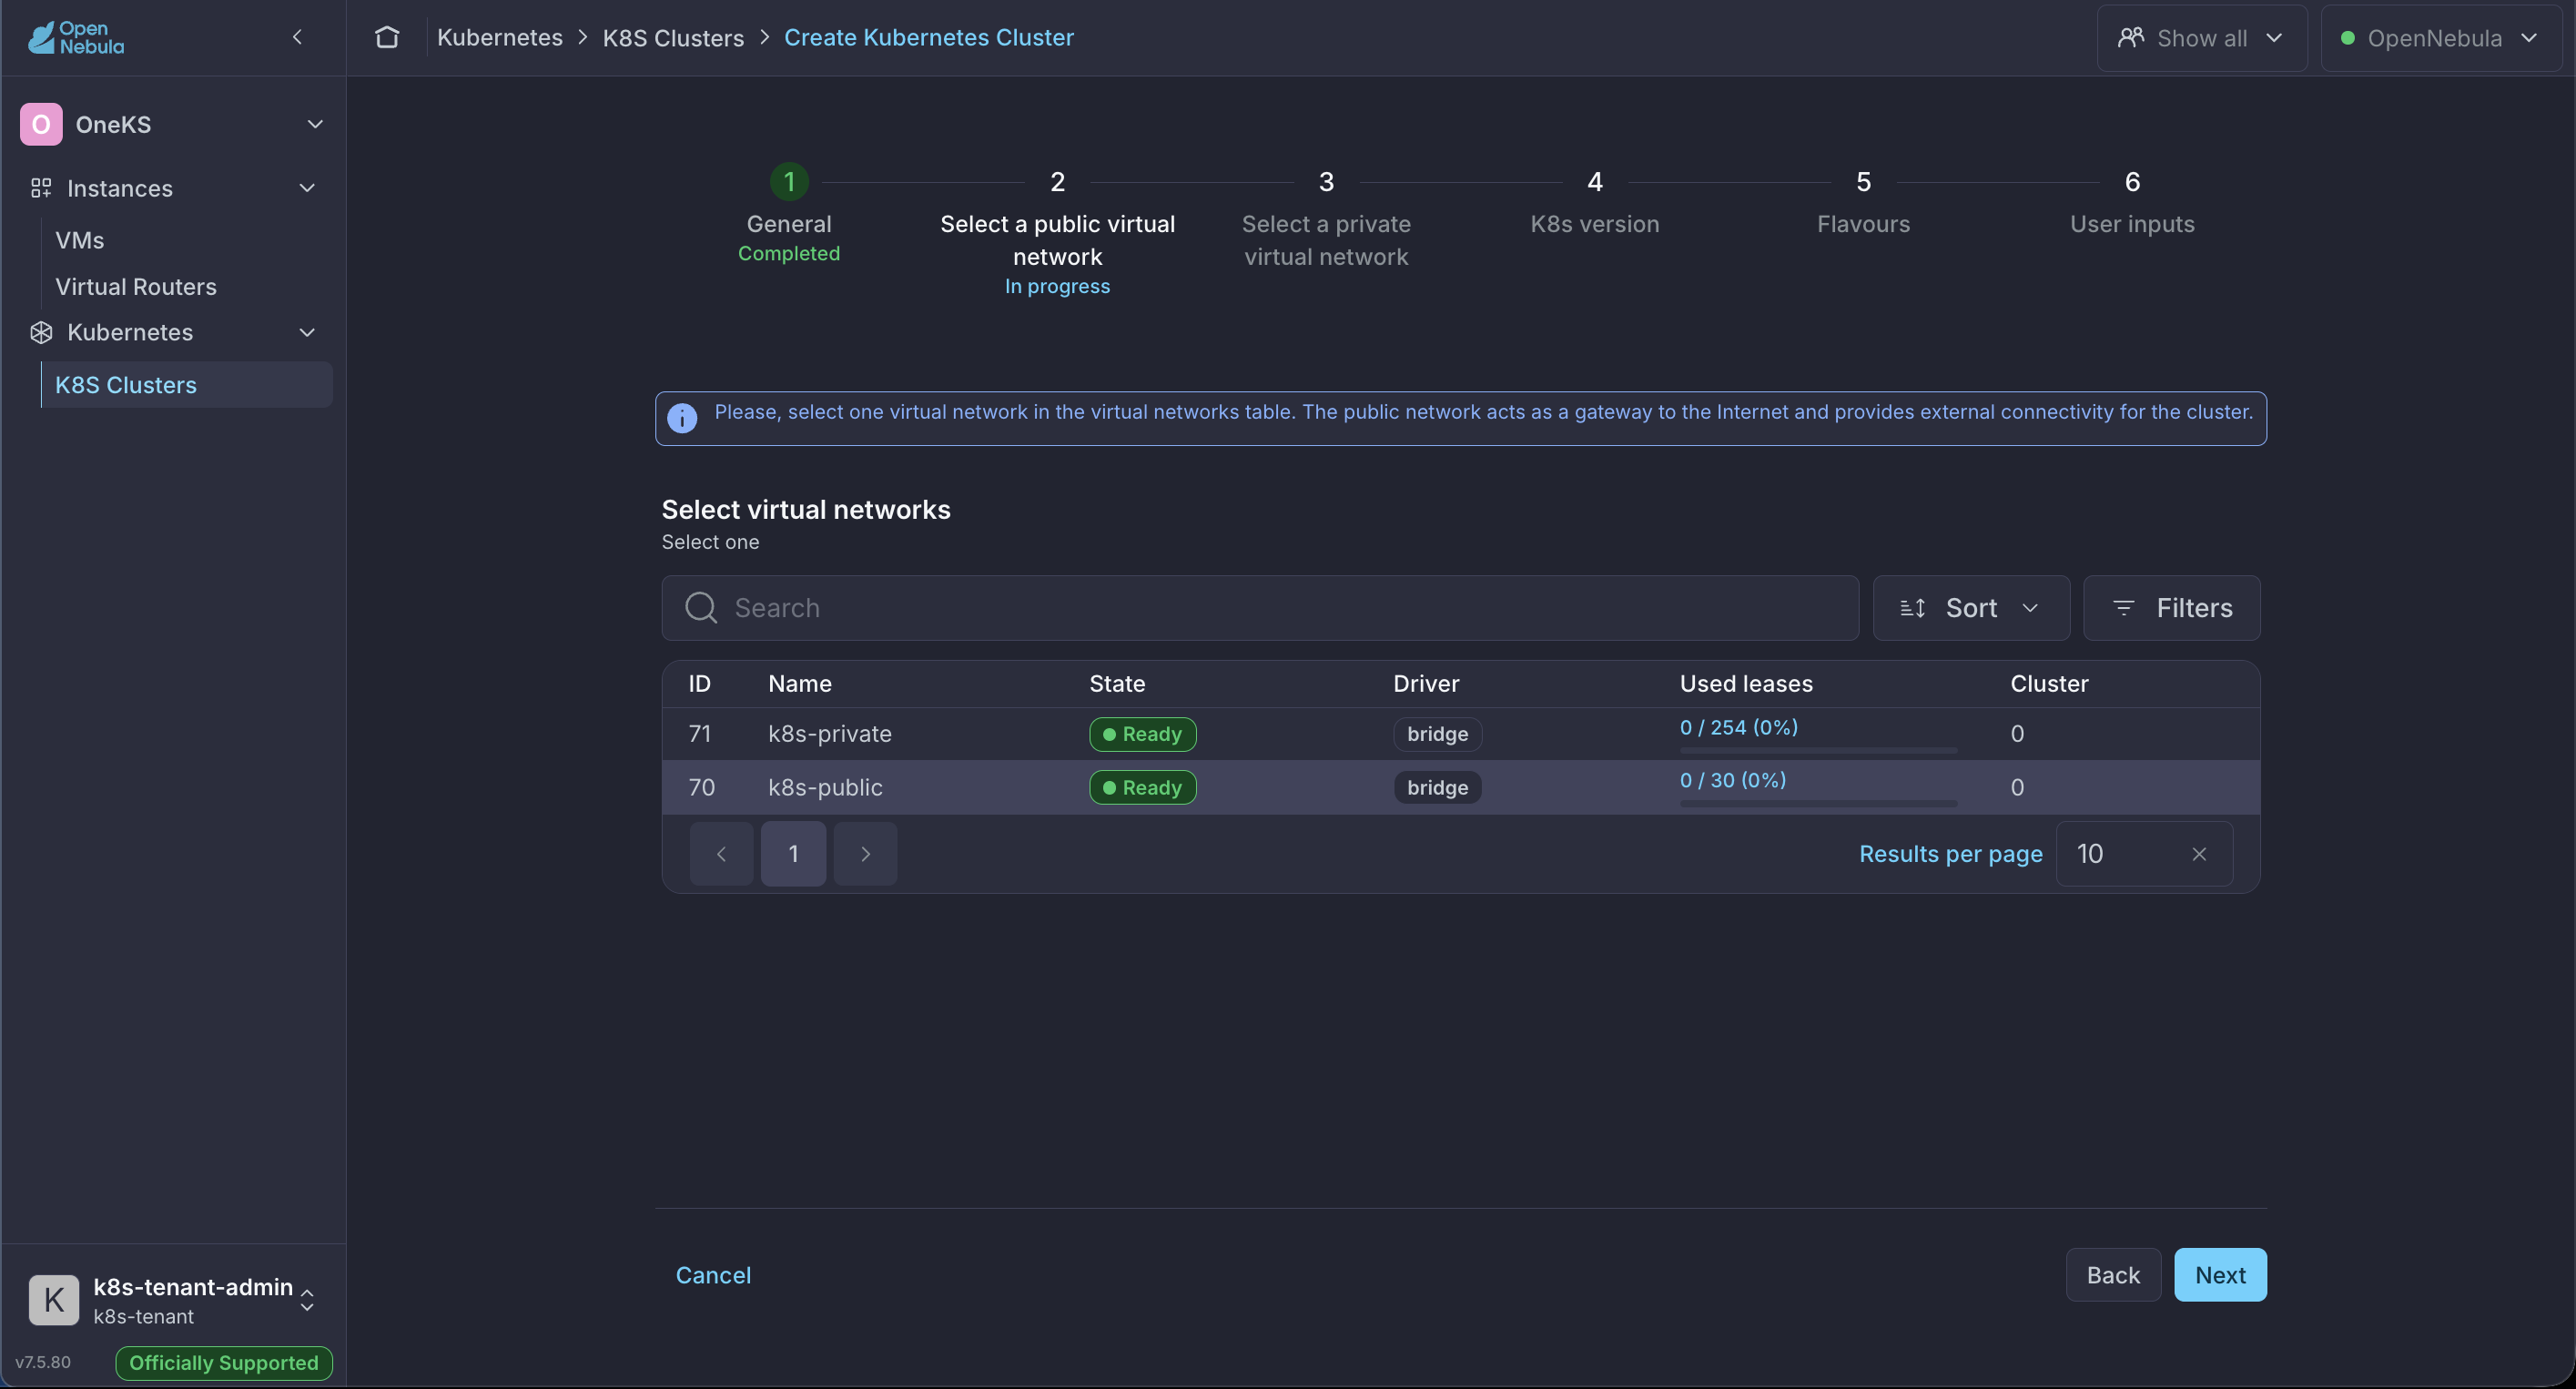 Open
Nebula
Kubernetes
K8S Clusters
Create Kubernetes Cluster
Show all
OpenNebula
O
OneKS
Instances
VMs
Virtual Routers
Kubernetes
K8S Clusters
1
General
Completed
2
Select a public virtual
network
In progress
3
Select a private
virtual network
4
K8s version
5
Flavours
6
User inputs
Please, select one virtual network in the virtual networks table. The public network acts as a gateway to the Internet and provides external connectivity for the cluster.
Select virtual networks
Select one
Search
Sort
Filters
ID Name State Driver Used leases Cluster
71 k8s-private Ready bridge 0 / 254 (0%) 0
70 k8s-public Ready bridge 0 / 30 (0%) 0
1
Results per page 10
Cancel
Back
Next
K
k8s-tenant-admin
k8s-tenant
v7.5.80
Officially Supported